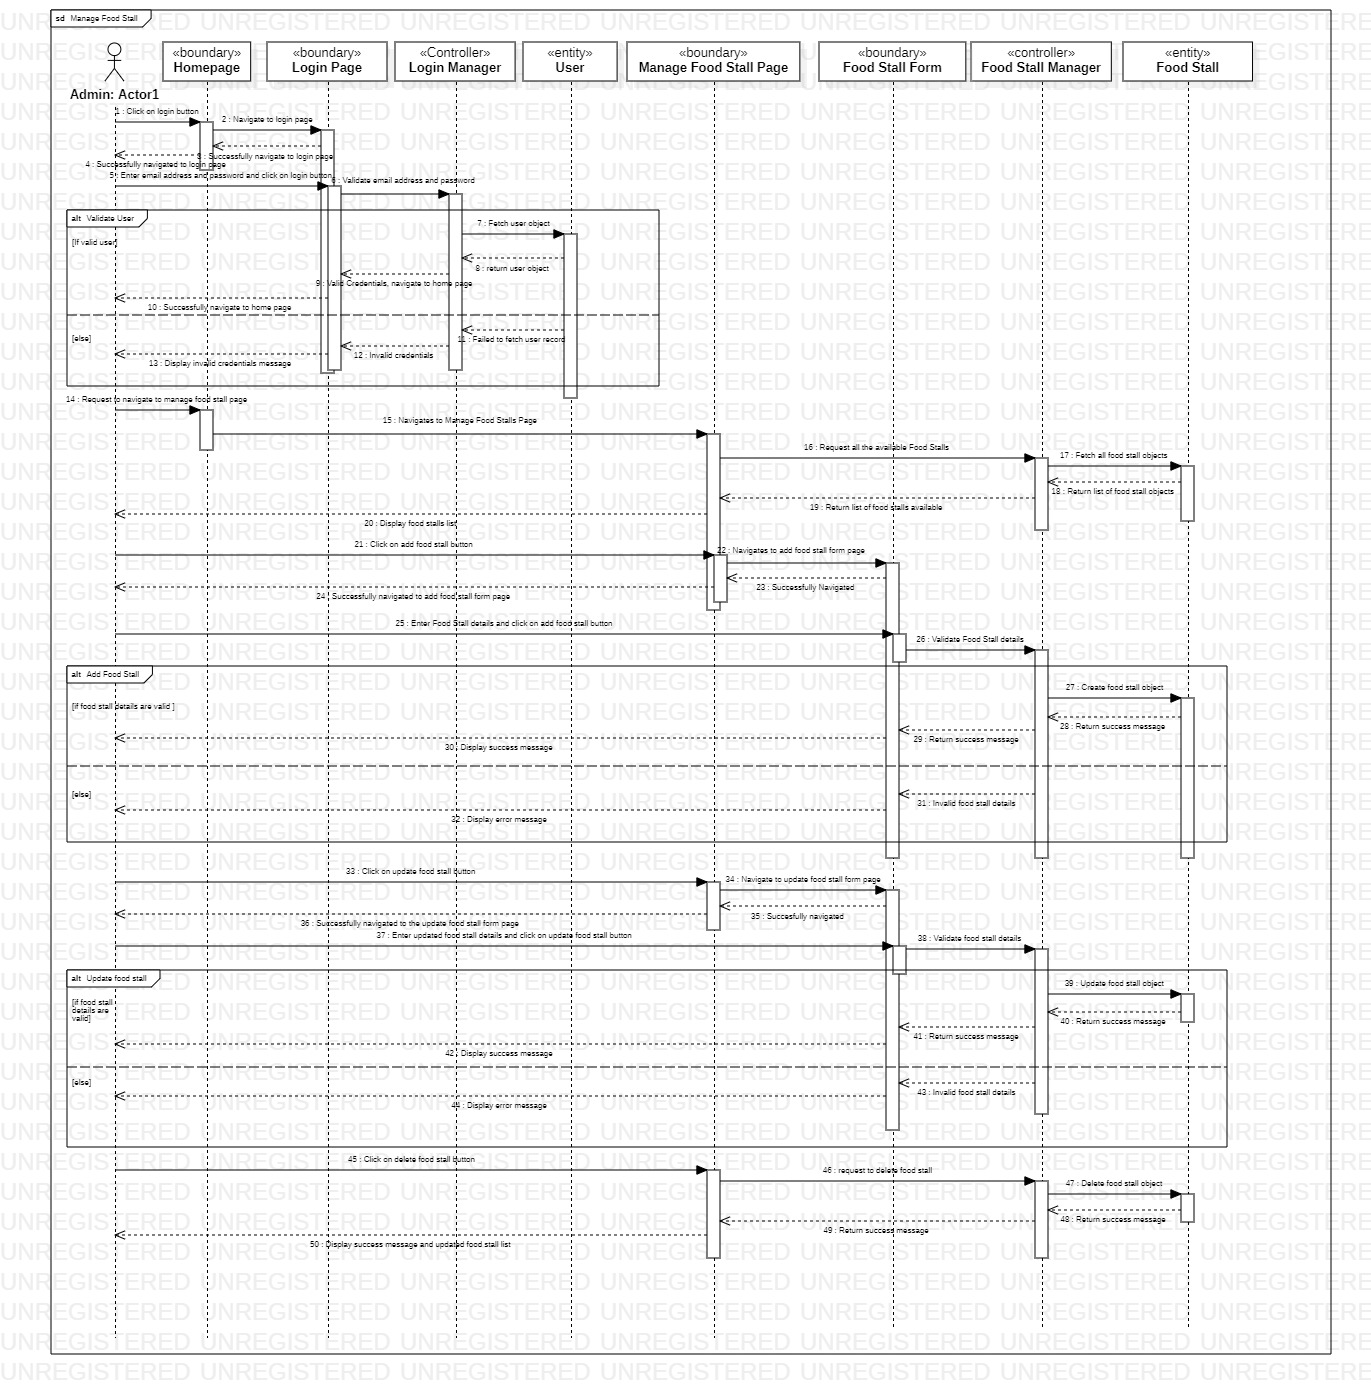 sd Manage Food Stall
«boundary»
Homepage
«boundary»
Login Page
«Controller»
Login Manager
«entity»
User
«boundary»
Manage Food Stall Page
«boundary»
Food Stall Form
«controller»
Food Stall Manager
«entity»
Food Stall
Admin: Actor1
1 : Click on login button
2 : Navigate to login page
3 : Successfully navigate to login page
4 : Successfully navigated to login page
5 : Enter email address and password and click on login button
6 : Validate email address and password
alt Validate User
7 : Fetch user object
[If valid user]
8 : return user object
9 : Valid Credentials, navigate to home page
10 : Successfully navigate to home page
[else]
11 : Failed to fetch user record
12 : Invalid credentials
13 : Display invalid credentials message
14 : Request to navigate to manage food stall page
15 : Navigates to Manage Food Stalls Page
16 : Request all the available Food Stalls
17 : Fetch all food stall objects
18 : Return list of food stall objects
19 : Return list of food stalls available
20 : Display food stalls list
21 : Click on add food stall button
22 : Navigates to add food stall form page
23 : Successfully Navigated
24 : Successfully navigated to add food stall form page
25 : Enter Food Stall details and click on add food stall button
26 : Validate Food Stall details
alt Add Food Stall
27 : Create food stall object
[if food stall details are valid ]
28 : Return success message
29 : Return success message
30 : Display success message
[else]
31 : Invalid food stall details
32 : Display error message
33 : Click on update food stall button
34 : Navigate to update food stall form page
35 : Succesfully navigated
36 : Successfully navigated to the update food stall form page
37 : Enter updated food stall details and click on update food stall button
38 : Validate food stall details
alt Update food stall
39 : Update food stall object
[if food stall
details are
valid]
40 : Return success message
41 : Return success message
42 : Display success message
[else]
43 : Invalid food stall details
44 : Display error message
45 : Click on delete food stall button
46 : request to delete food stall
47 : Delete food stall object
48 : Return success message
49 : Return success message
50 : Display success message and updated food stall list
UNREGISTERED